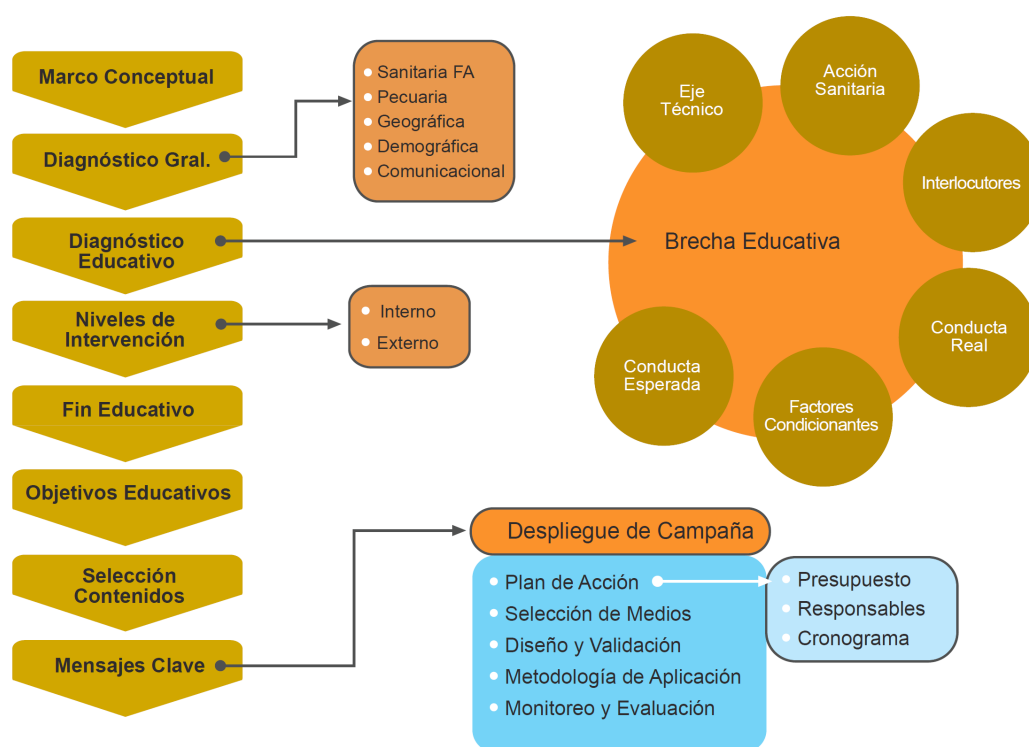 Marco Conceptual
Diagnóstico Gral.
Sanitaria FA
Pecuaria
Geográfica
Demográfica
Comunicacional
Diagnóstico
Educativo
Brecha Educativa
Eje
Técnico
Acción
Sanitaria
Interlocutores
Conducta
Real
Factores
Condicionantes
Conducta
Esperada
Niveles de
Intervención
Interno
Externo
Fin Educativo
Objetivos Educativos
Selección
Contenidos
Mensajes Clave
Despliegue de Campaña
Plan de Acción
Selección de Medios
Diseño y Validación
Metodología de Aplicación
Monitoreo y Evaluación
Presupuesto
Responsables
Cronograma